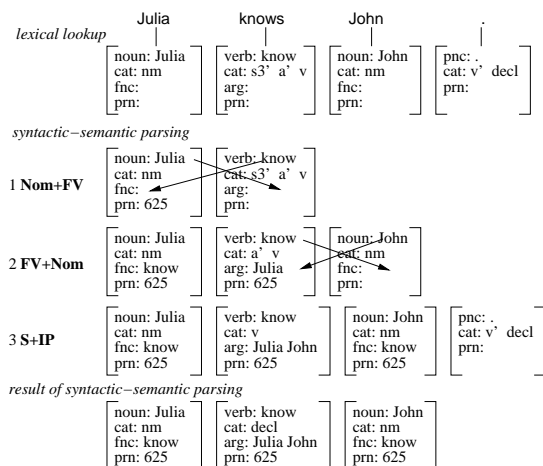 Julia knows John .
lexical lookup
noun: Julia verb: know noun: John pnc: .
cat: nm cat: s3’ a’ v cat: nm cat: v’ decl
fnc: arg: fnc: prn:
prn: prn: prn:
syntactic−semantic parsing
noun: Julia verb: know
cat: nm cat: s3’ a’ v
1 Nom+FV
fnc: arg:
prn: 625 prn:
noun: Julia verb: know noun: John
cat: nm cat: a’ v cat: nm
2 FV+Nom
fnc: know arg: Julia fnc:
prn: 625 prn: 625 prn:
noun: Julia verb: know noun: John pnc: .
cat: nm cat: v cat: nm cat: v’ decl
3 S+IP
fnc: know arg: Julia John fnc: know prn:
prn: 625 prn: 625 prn: 625
result of syntactic−semantic parsing
noun: Julia verb: know noun: John
cat: nm cat: decl cat: nm
fnc: know arg: Julia John fnc: know
prn: 625 prn: 625 prn: 625